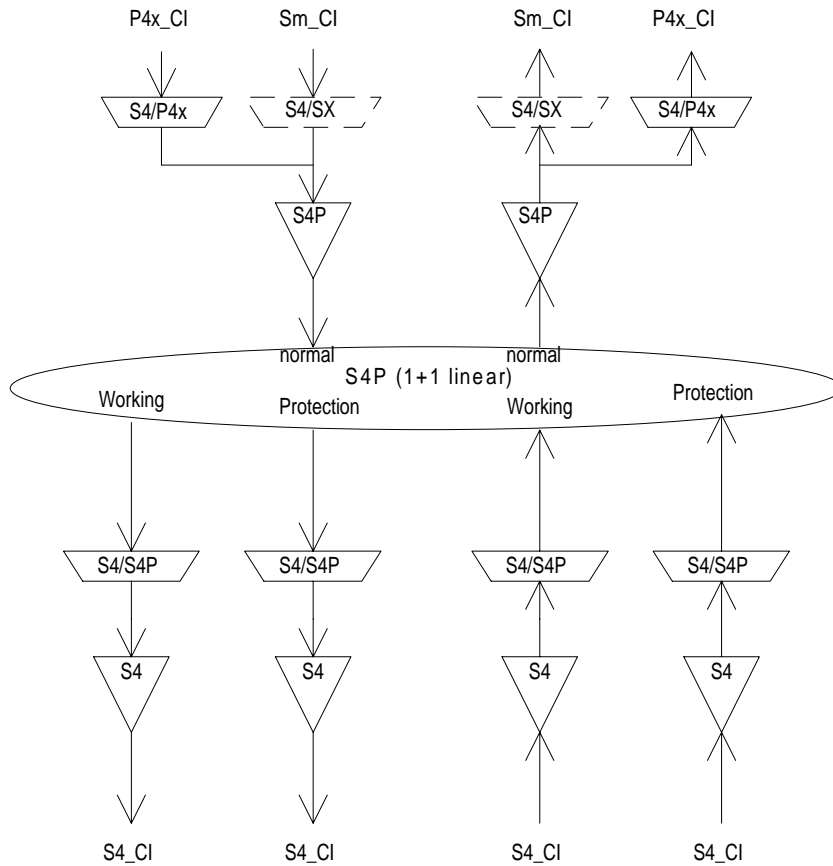 P4x_CI Sm_CI Sm_CI P4x_CI
S4/P4x S4/SX S4/SX S4/P4x
S4P S4P
normal normal
S4P (1+1 linear)
Working Protection Working Protection
S4/S4P S4/S4P S4/S4P S4/S4P
S4 S4 S4 S4
S4_CI S4_CI S4_CI S4_CI